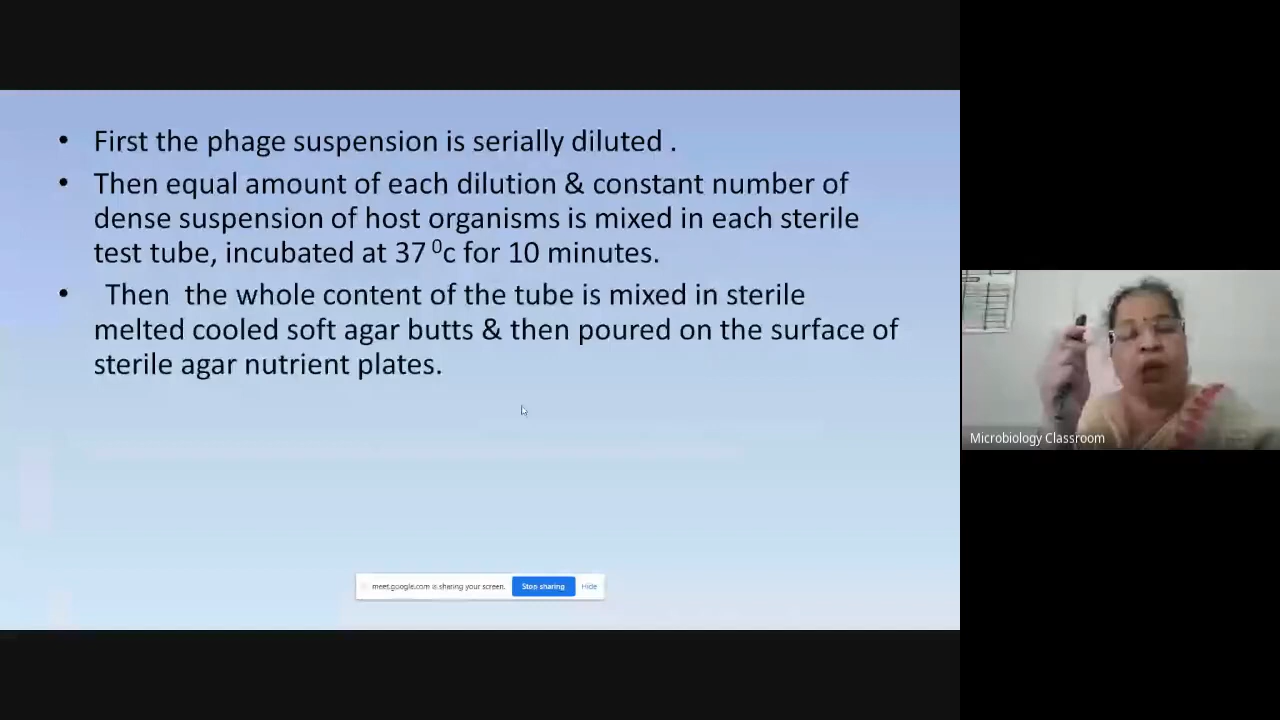 • First the phage suspension is serially diluted .
• Then equal amount of each dilution & constant number of
dense suspension of host organisms is mixed in each sterile
test tube, incubated at 37 ⁰c for 10 minutes.
• Then the whole content of the tube is mixed in sterile
melted cooled soft agar butts & then poured on the surface of
sterile agar nutrient plates.
Microbiology Classroom
meet.google.com is sharing your screen. Stop sharing Hide